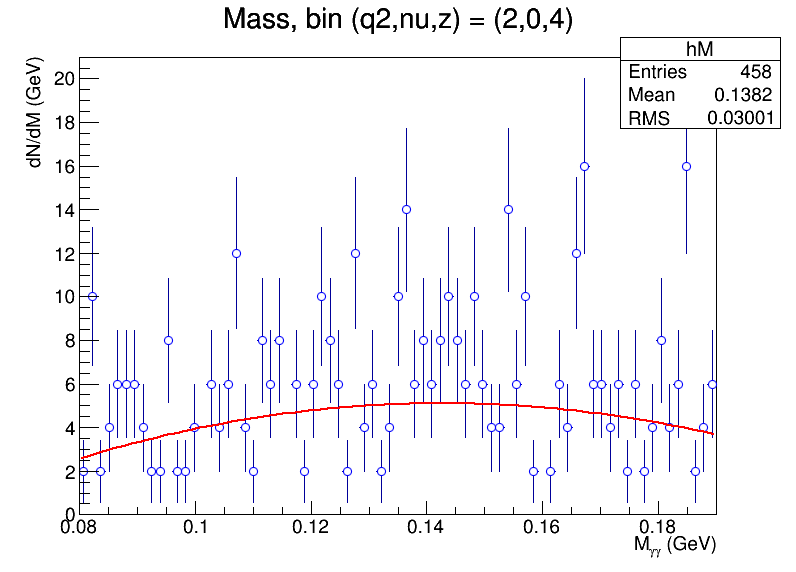 Mass, bin (q2,nu,z) = (2,0,4)
hM
Entries 458
Mean 0.1382
RMS 0.03001
dN/dM (GeV)
20
18
16
14
12
10
8
6
4
2
0
0.08 0.1 0.12 0.14 0.16 0.18
Mγγ (GeV)